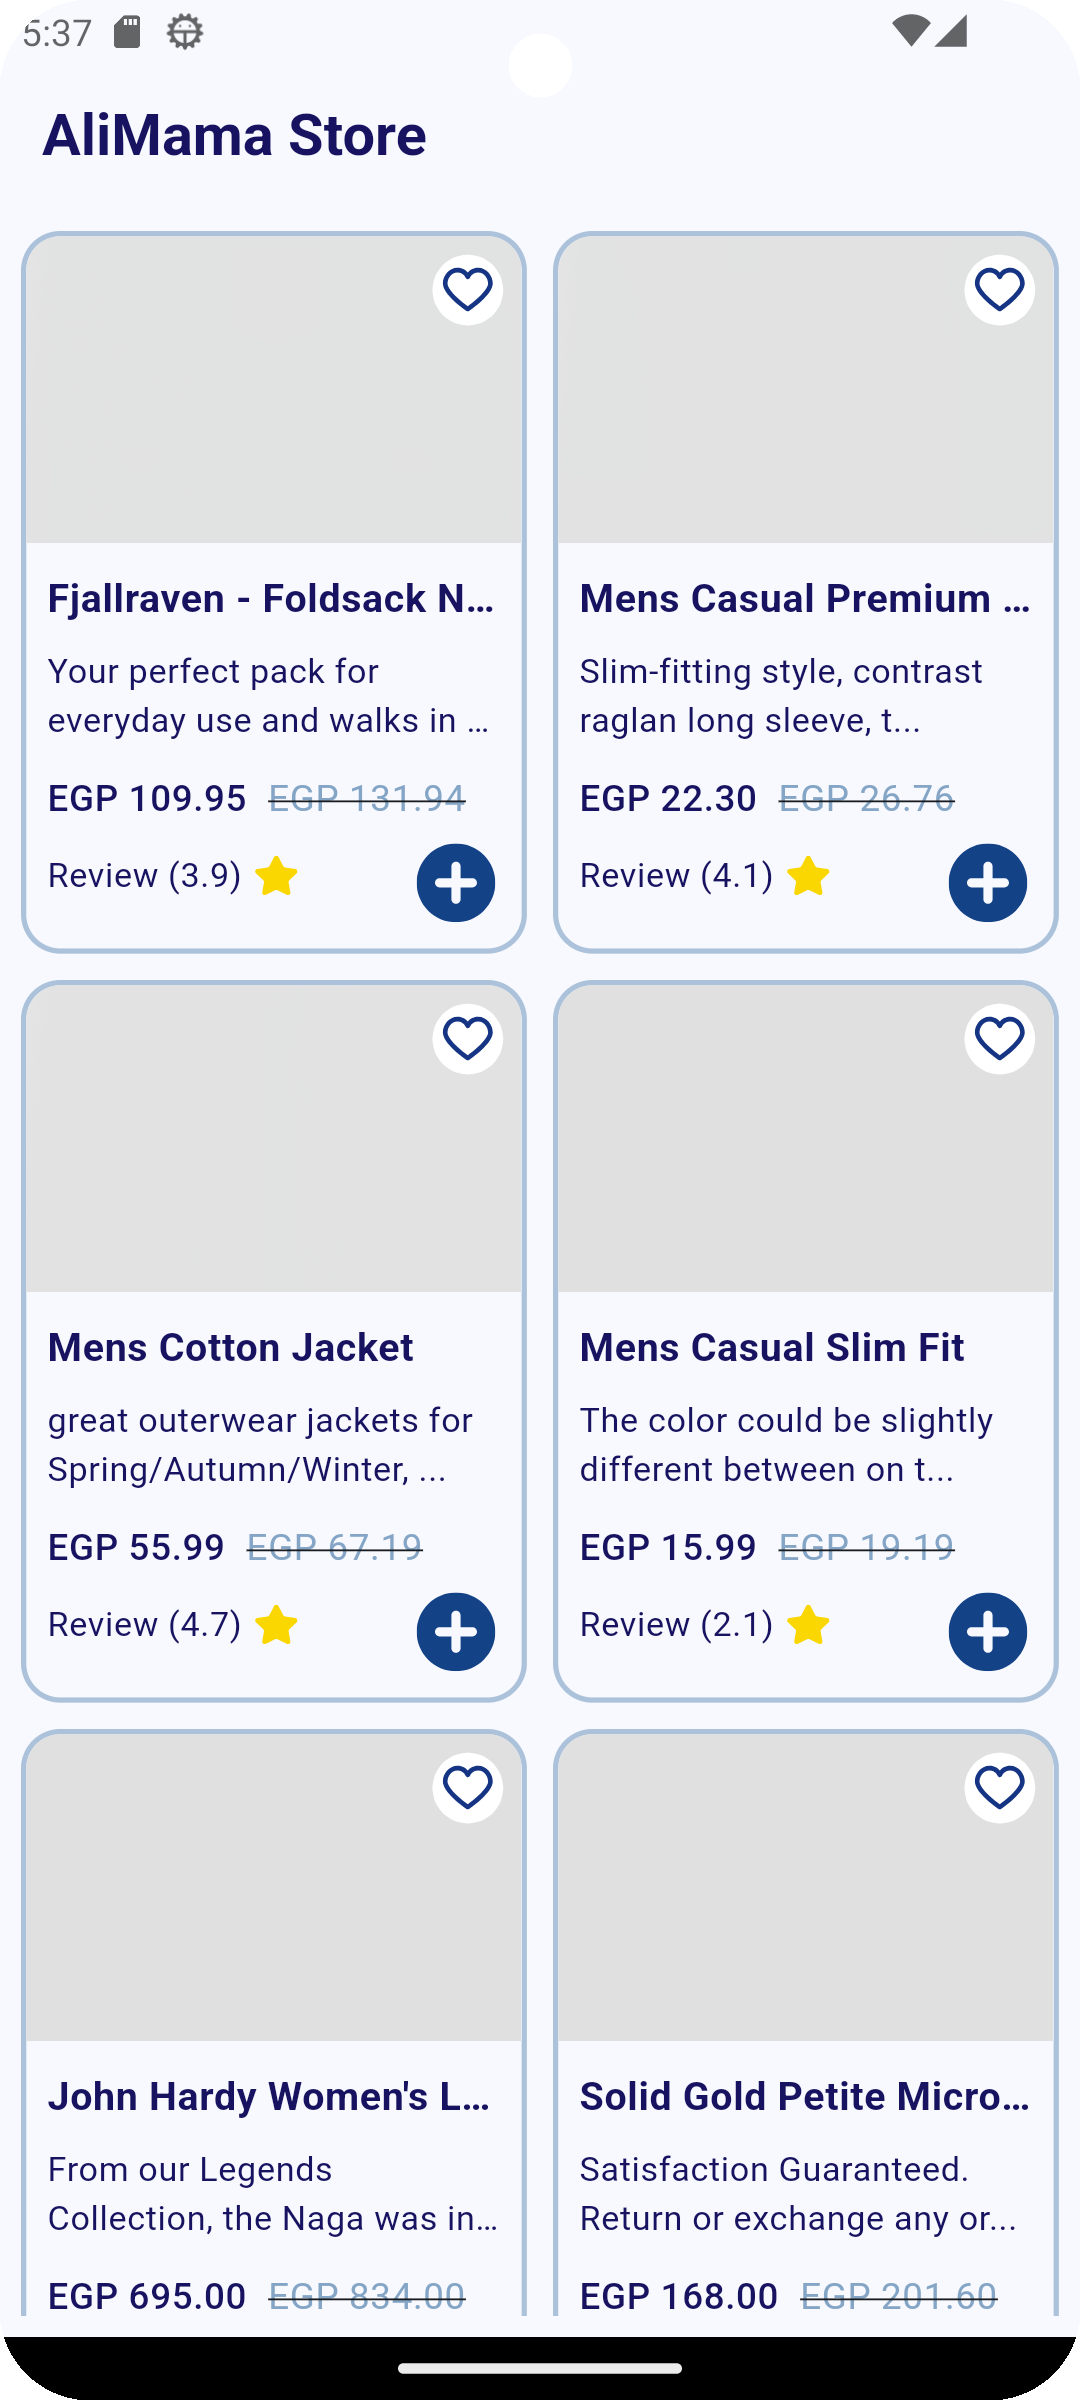 5:37
AliMama Store
Fjallraven - Foldsack N...
Your perfect pack for
everyday use and walks in ...
EGP 109.95 EGP 131.94
Review (3.9)
Mens Casual Premium ...
Slim-fitting style, contrast
raglan long sleeve, t...
EGP 22.30 EGP 26.76
Review (4.1)
Mens Cotton Jacket
great outerwear jackets for
Spring/Autumn/Winter, ...
EGP 55.99 EGP 67.19
Review (4.7)
Mens Casual Slim Fit
The color could be slightly
different between on t...
EGP 15.99 EGP 19.19
Review (2.1)
John Hardy Women's L...
From our Legends
Collection, the Naga was in...
EGP 695.00 EGP 834.00
Solid Gold Petite Micro...
Satisfaction Guaranteed.
Return or exchange any or...
EGP 168.00 EGP 201.60